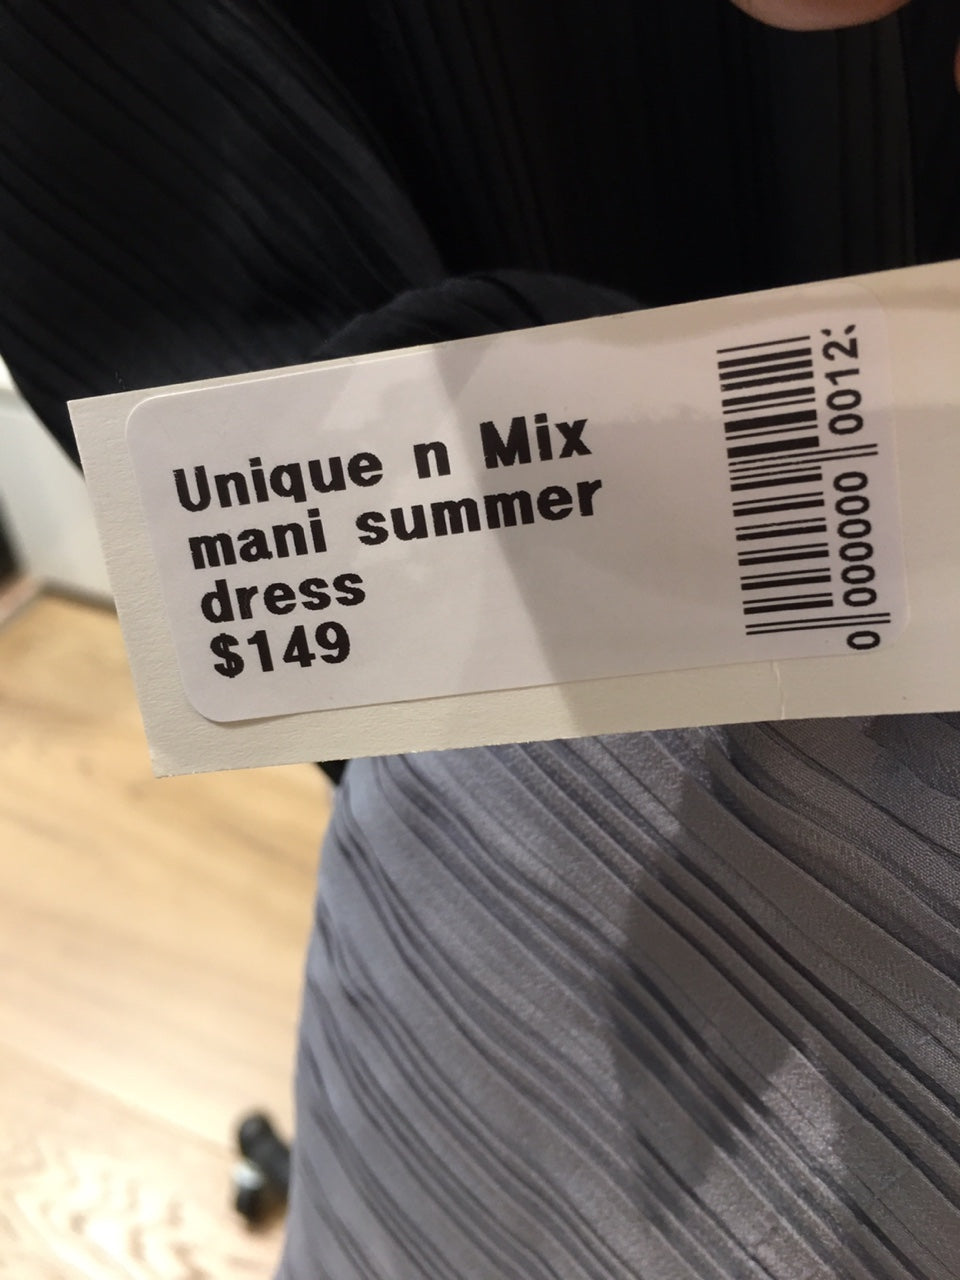 Unique n Mix
mani summer
dress
$149
0 000000 0012